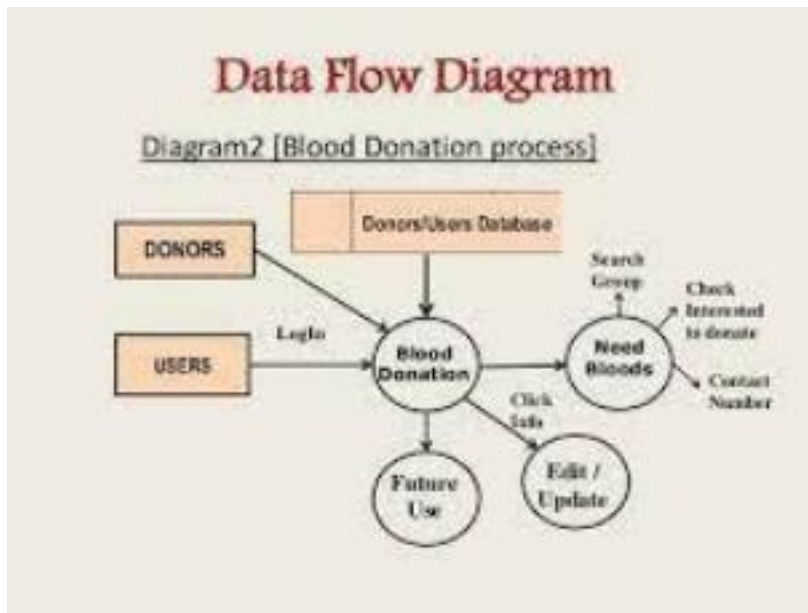 Data Flow Diagram
Diagram2 [Blood Donation process]
Donors/Users Database
DONORS
Search
Group
Check
Interested
to donate
LogIn
USERS
Blood
Donation
Need
Bloods
Contact
Number
Click
Info
Future
Use
Edit /
Update